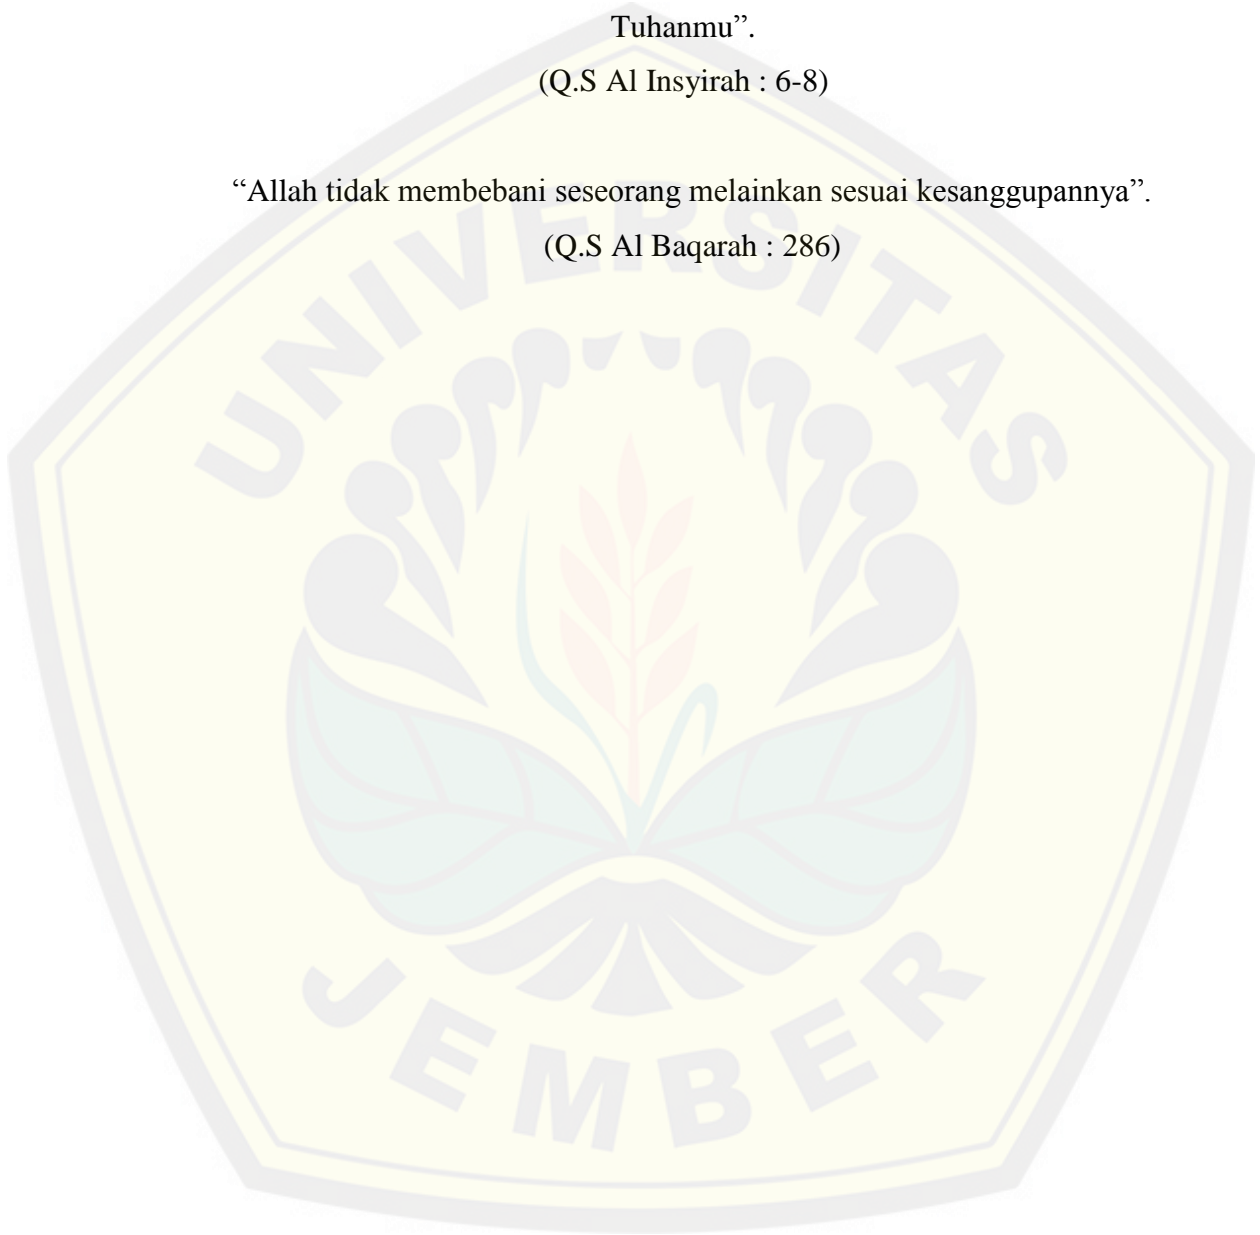 Tuhanmu”.
(Q.S Al Insyirah : 6-8)
“Allah tidak membebani seseorang melainkan sesuai kesanggupannya”.
(Q.S Al Baqarah : 286)
UNIVERSITAS
JEMBER